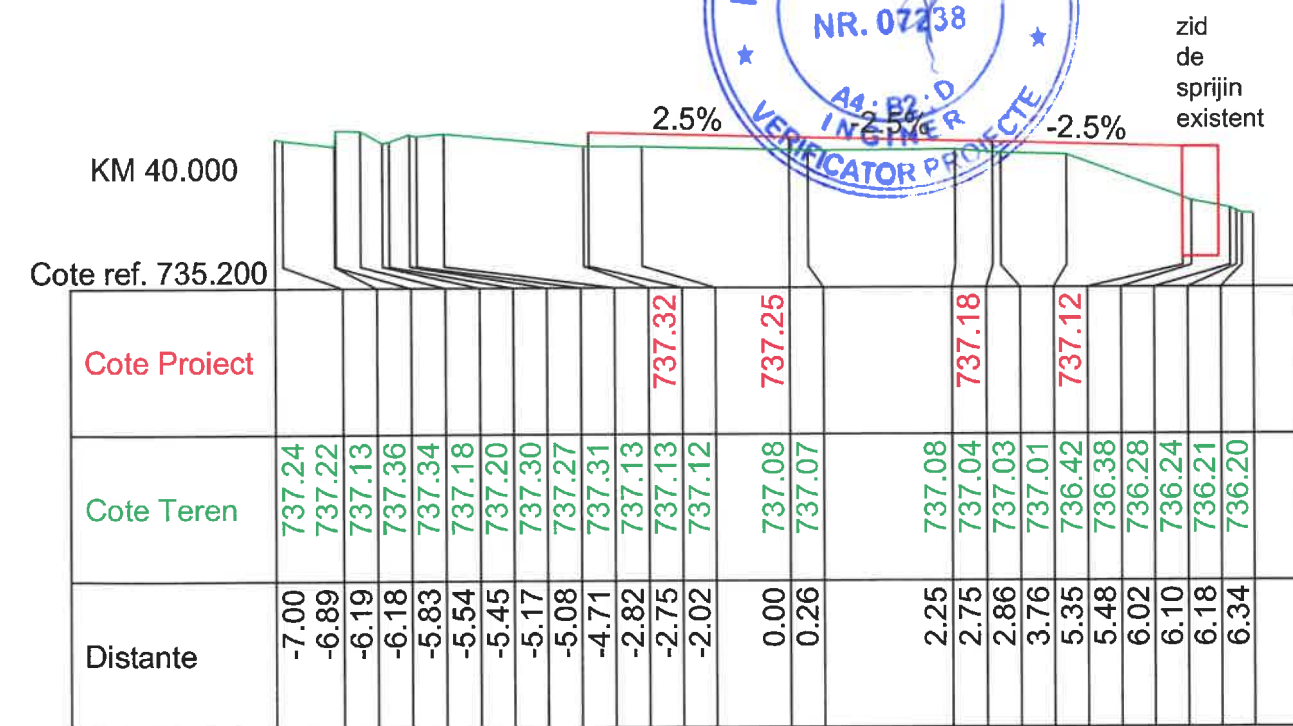 NR. 07238
A4; B2; D
INGINER
VERIFICATOR PROIECTE
zid
de
sprijin
existent
2.5% -2.5% -2.5%
KM 40.000
Cote ref. 735.200
Cote Proiect 737.32 737.25 737.18 737.12
Cote Teren 737.24 737.22 737.13 737.36 737.34 737.18 737.20 737.30 737.27 737.31 737.13 737.13 737.12 737.08 737.07 737.08 737.04 737.03 737.01 736.42 736.38 736.28 736.24 736.21 736.20
Distante -7.00 -6.89 -6.19 -6.18 -5.83 -5.54 -5.45 -5.17 -5.08 -4.71 -2.82 -2.75 -2.02 0.00 0.26 2.25 2.75 2.86 3.76 5.35 5.48 6.02 6.10 6.18 6.34